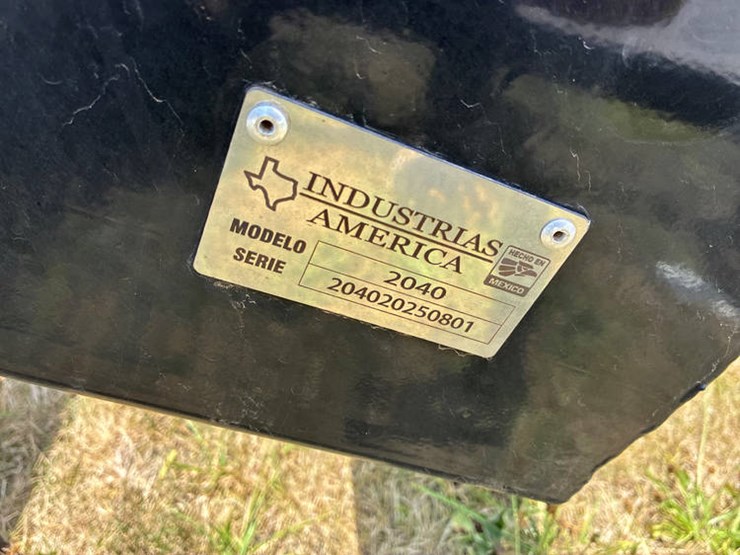 INDUSTRIAS
AMERICA
HECHO EN
MEXICO
MODELO 2040
SERIE 204020250801